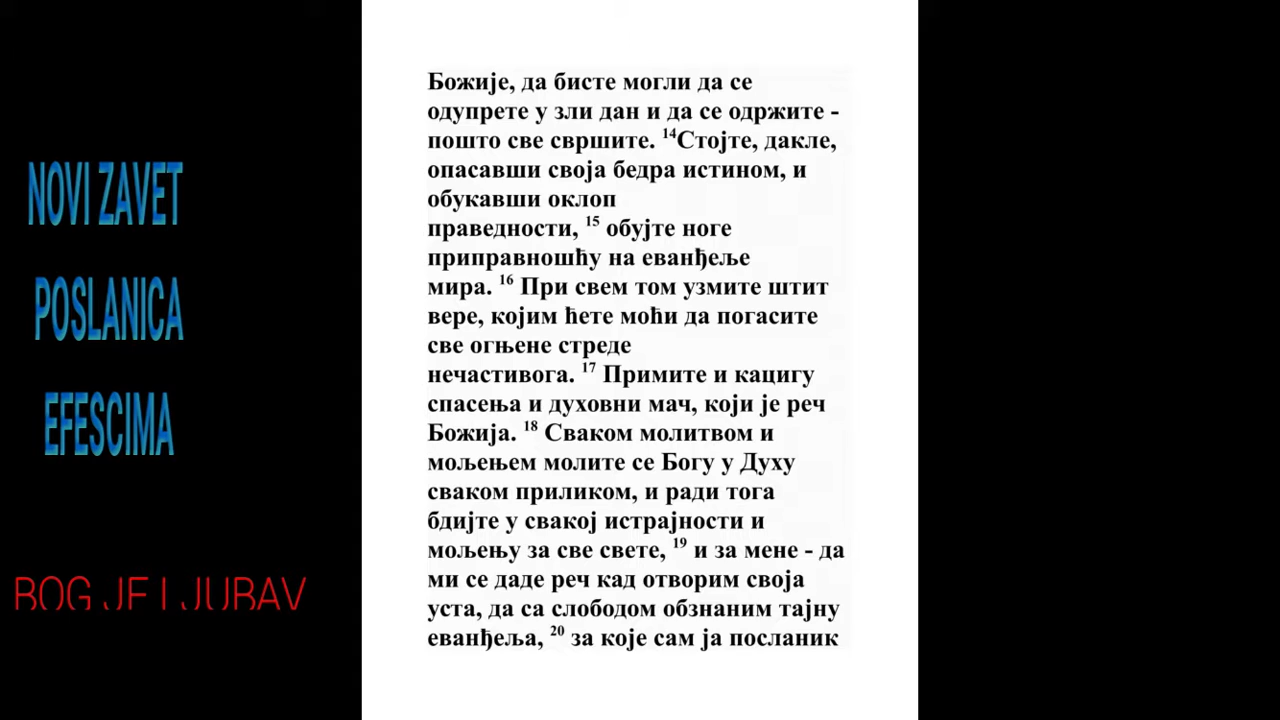 NOVI ZAVET
POSLANICA
EFESCIMA
BOG JE LJUBAV
Божије, да бисте могли да се
одупрете у зли дан и да се одржите -
пошто све свршите. 14Стојте, дакле,
опасавши своја бедра истином, и
обукавши оклоп
праведности, 15 обујте ноге
приправношћу на еванђеље
мира. 16 При свем том узмите штит
вере, којим ћете моћи да погасите
све огњене стреде
нечастивога. 17 Примите и кацигу
спасења и духовни мач, који је реч
Божија. 18 Сваком молитвом и
мољењем молите се Богу у Духу
сваком приликом, и ради тога
бдијте у свакој истрајности и
мољењу за све свете, 19 и за мене - да
ми се даде реч кад отворим своја
уста, да са слободом обзнаним тајну
еванђеља, 20 за које сам ја посланик